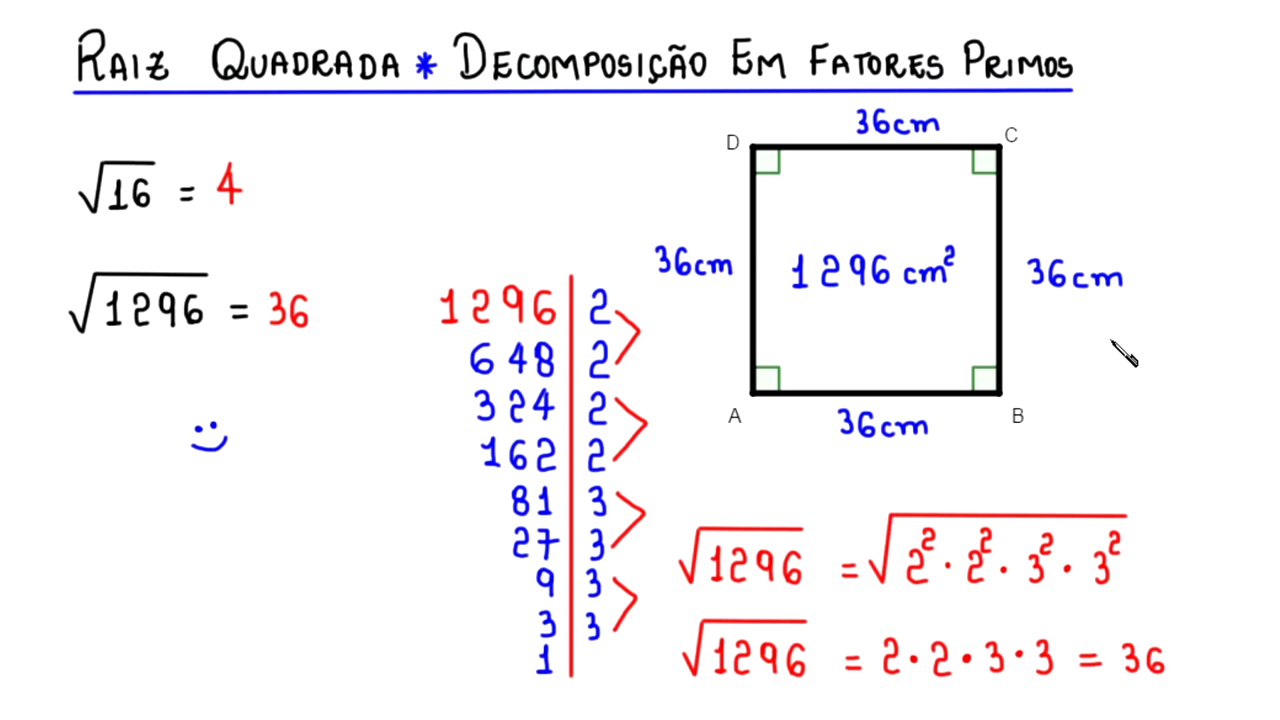 RAIZ QUADRADA * DECOMPOSIÇÃO EM FATORES PRIMOS
√16 = 4
√1296 = 36
1296 | 2
648 | 2
324 | 2
162 | 2
81 | 3
27 | 3
9 | 3
3 | 3
1
36cm
D
C
36cm
1296 cm²
36cm
A
B
36cm
√1296 = √2² · 2² · 3² · 3²
√1296 = 2 · 2 · 3 · 3 = 36